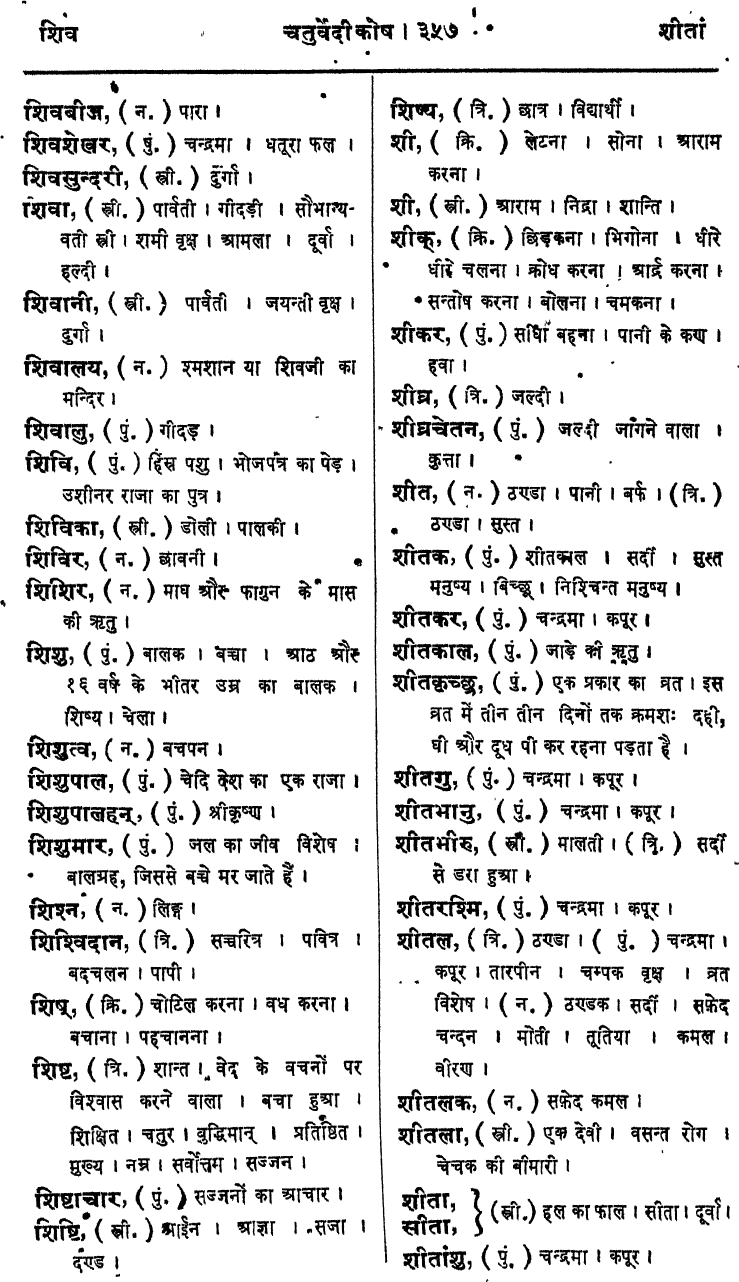 शिव चतुर्वेदीकोष। ३५७ शीतां
शिवबीज, ( न. ) पारा।
शिवशेखर, ( पुं. ) चन्द्रमा । धतूरा फल ।
शिवसुन्दरी, ( स्त्री. ) दुर्गा ।
शिवा, ( स्त्री. ) पार्वती । गीदड़ी । सौभाग्य-
वती स्त्री । शमी वृक्ष । आमला । दूर्वा ।
हल्दी ।
शिवानी, ( स्त्री. ) पार्वती । जयन्ती वृक्ष ।
दुर्गा ।
शिवालय, ( न. ) श्मशान या शिवजी का
मन्दिर ।
शिवालु, ( पुं. ) गीदड़ ।
शिवि, ( पुं. ) हिंस्र पशु । भोजपत्र का पेड़ ।
उशीनर राजा का पुत्र ।
शिविका, ( स्त्री. ) डोली । पालकी ।
शिविर, ( न. ) छावनी ।
शिशिर, ( न. ) माघ और फागुन के मास
की ऋतु ।
शिशु, ( पुं. ) बालक । बच्चा । आठ और
१६ वर्ष के भीतर उम्र का बालक ।
शिष्य । चेला ।
शिशुत्व, ( न. ) बचपन ।
शिशुपाल, ( पुं. ) चेदि देश का एक राजा ।
शिशुपालहन्, ( पुं. ) श्रीकृष्ण ।
शिशुमार, ( पुं. ) जल का जीव विशेष ।
बालग्रह, जिससे बच्चे मर जाते हैं ।
शिश्न, ( न. ) लिङ्ग ।
शिश्विदान, ( त्रि. ) सच्चरित्र । पवित्र ।
बदचलन । पापी ।
शिष्, ( क्रि. ) चोटिल करना । वध करना ।
बचाना । पहचानना ।
शिष्ट, ( त्रि. ) शान्त । वेद के वचनों पर
विश्वास करने वाला । बचा हुआ ।
शिक्षित । चतुर । बुद्धिमान् । प्रतिष्ठित ।
मुख्य । नम्र । सर्वोत्तम । सज्जन ।
शिष्टाचार, ( पुं. ) सज्जनों का आचार ।
शिष्टि, ( स्त्री. ) आईन । आज्ञा । सजा ।
दण्ड ।
शिष्य, ( त्रि. ) छात्र । विद्यार्थी ।
शी, ( क्रि. ) लेटना । सोना । आराम
करना ।
शी, ( स्त्री. ) आराम । निद्रा । शान्ति ।
शीक्, ( क्रि. ) छिड़कना । भिगोना । धीरे
धीरे चलना । क्रोध करना । आर्द्र करना ।
सन्तोष करना । बोलना । चमकना ।
शीकर, ( पुं. ) सीधा बहना । पानी के कण ।
हवा ।
शीघ्र, ( त्रि. ) जल्दी ।
शीघ्रचेतन, ( पुं. ) जल्दी जागने वाला ।
कुत्ता ।
शीत, ( न. ) ठण्डा । पानी । बर्फ । ( त्रि. )
ठण्डा । सुस्त ।
शीतक, ( पुं. ) शीतकाल । सर्दी । सुस्त
मनुष्य । बिच्छू । निश्चिन्त मनुष्य ।
शीतकर, ( पुं. ) चन्द्रमा । कपूर ।
शीतकाल, ( पुं. ) जाड़े की ऋतु ।
शीतकृच्छ्र, ( पुं. ) एक प्रकार का व्रत । इस
व्रत में तीन तीन दिनों तक क्रमशः दही,
घी और दूध पी कर रहना पड़ता है ।
शीतगु, ( पुं. ) चन्द्रमा । कपूर ।
शीतभानु, ( पुं. ) चन्द्रमा । कपूर ।
शीतभीरु, ( स्त्री. ) मालती । ( त्रि. ) सर्दी
से डरा हुआ ।
शीतरश्मि, ( पुं. ) चन्द्रमा । कपूर ।
शीतल, ( त्रि. ) ठण्डा । ( पुं. ) चन्द्रमा ।
कपूर । तारपीन । चम्पक वृक्ष । व्रत
विशेष । ( न. ) ठण्डक । सर्दी । सफ़ेद
चन्दन । मोती । तूतिया । कमल ।
वीरण ।
शीतलक, ( न. ) सफ़ेद कमल ।
शीतला, ( स्त्री. ) एक देवी । वसन्त रोग ।
चेचक की बीमारी ।
शीता,
सीता, } (स्त्री.) हल का फाल । सीता । दूर्वा ।
शीतांशु, ( पुं. ) चन्द्रमा । कपूर ।